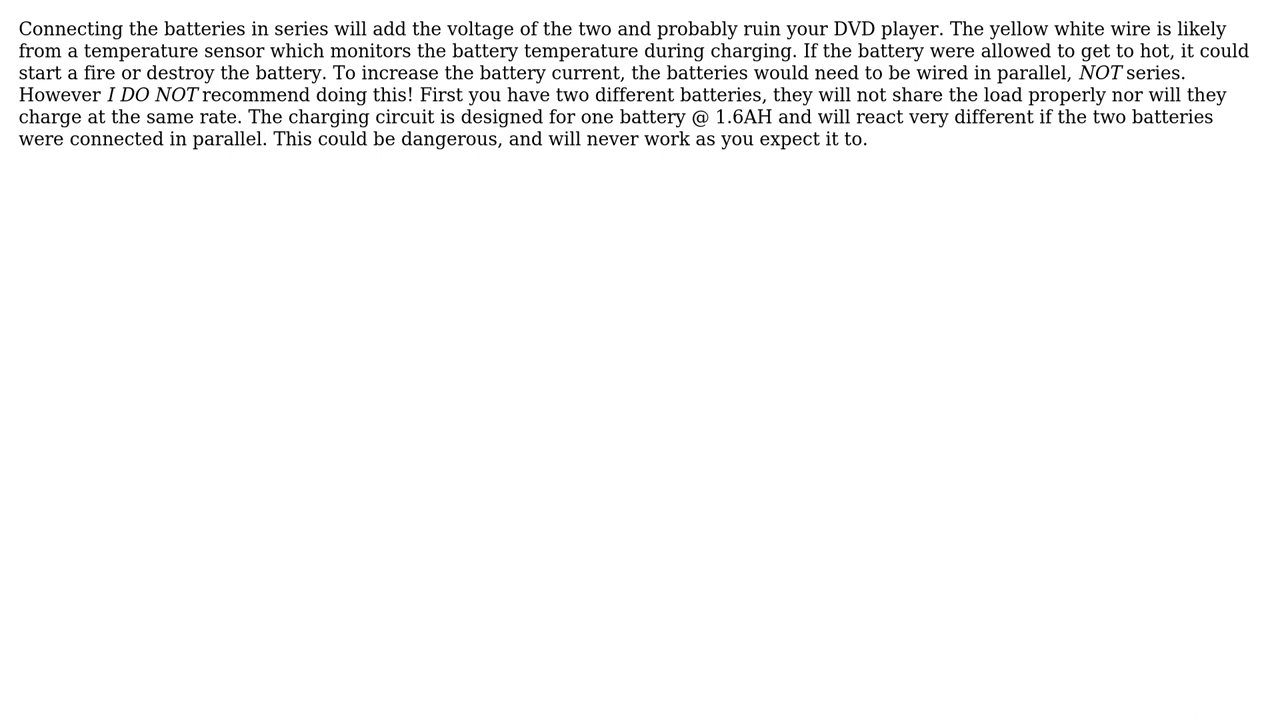 Connecting the batteries in series will add the voltage of the two and probably ruin your DVD player. The yellow white wire is likely
from a temperature sensor which monitors the battery temperature during charging. If the battery were allowed to get to hot, it could
start a fire or destroy the battery. To increase the battery current, the batteries would need to be wired in parallel, NOT series.
However I DO NOT recommend doing this! First you have two different batteries, they will not share the load properly nor will they
charge at the same rate. The charging circuit is designed for one battery @ 1.6AH and will react very different if the two batteries
were connected in parallel. This could be dangerous, and will never work as you expect it to.